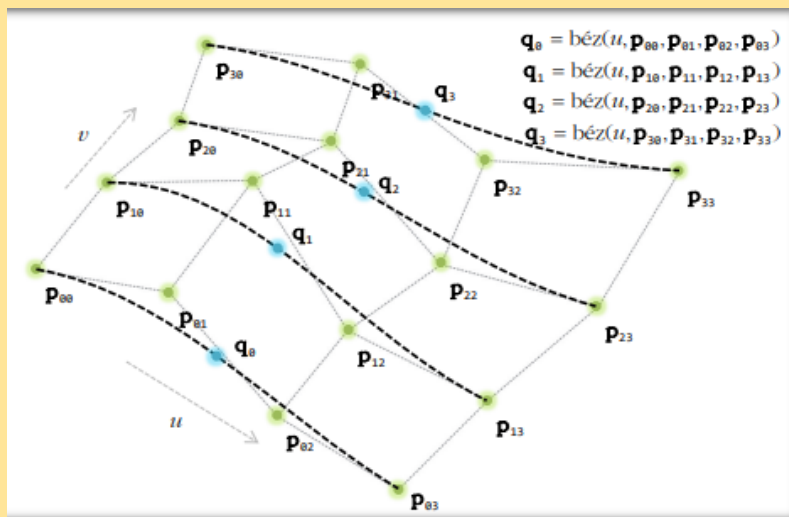 q₀ = béz(u,p₀₀,p₀₁,p₀₂,p₀₃)
q₁ = béz(u,p₁₀,p₁₁,p₁₂,p₁₃)
q₂ = béz(u,p₂₀,p₂₁,p₂₂,p₂₃)
q₃ = béz(u,p₃₀,p₃₁,p₃₂,p₃₃)
p₃₀
p₃₁
q₃
v
p₂₀
p₂₁
p₃₂
p₃₃
q₂
p₁₀
p₁₁
q₁
p₂₂
p₀₀
p₀₁
p₂₃
q₀
p₁₂
p₁₃
u
p₀₂
p₀₃